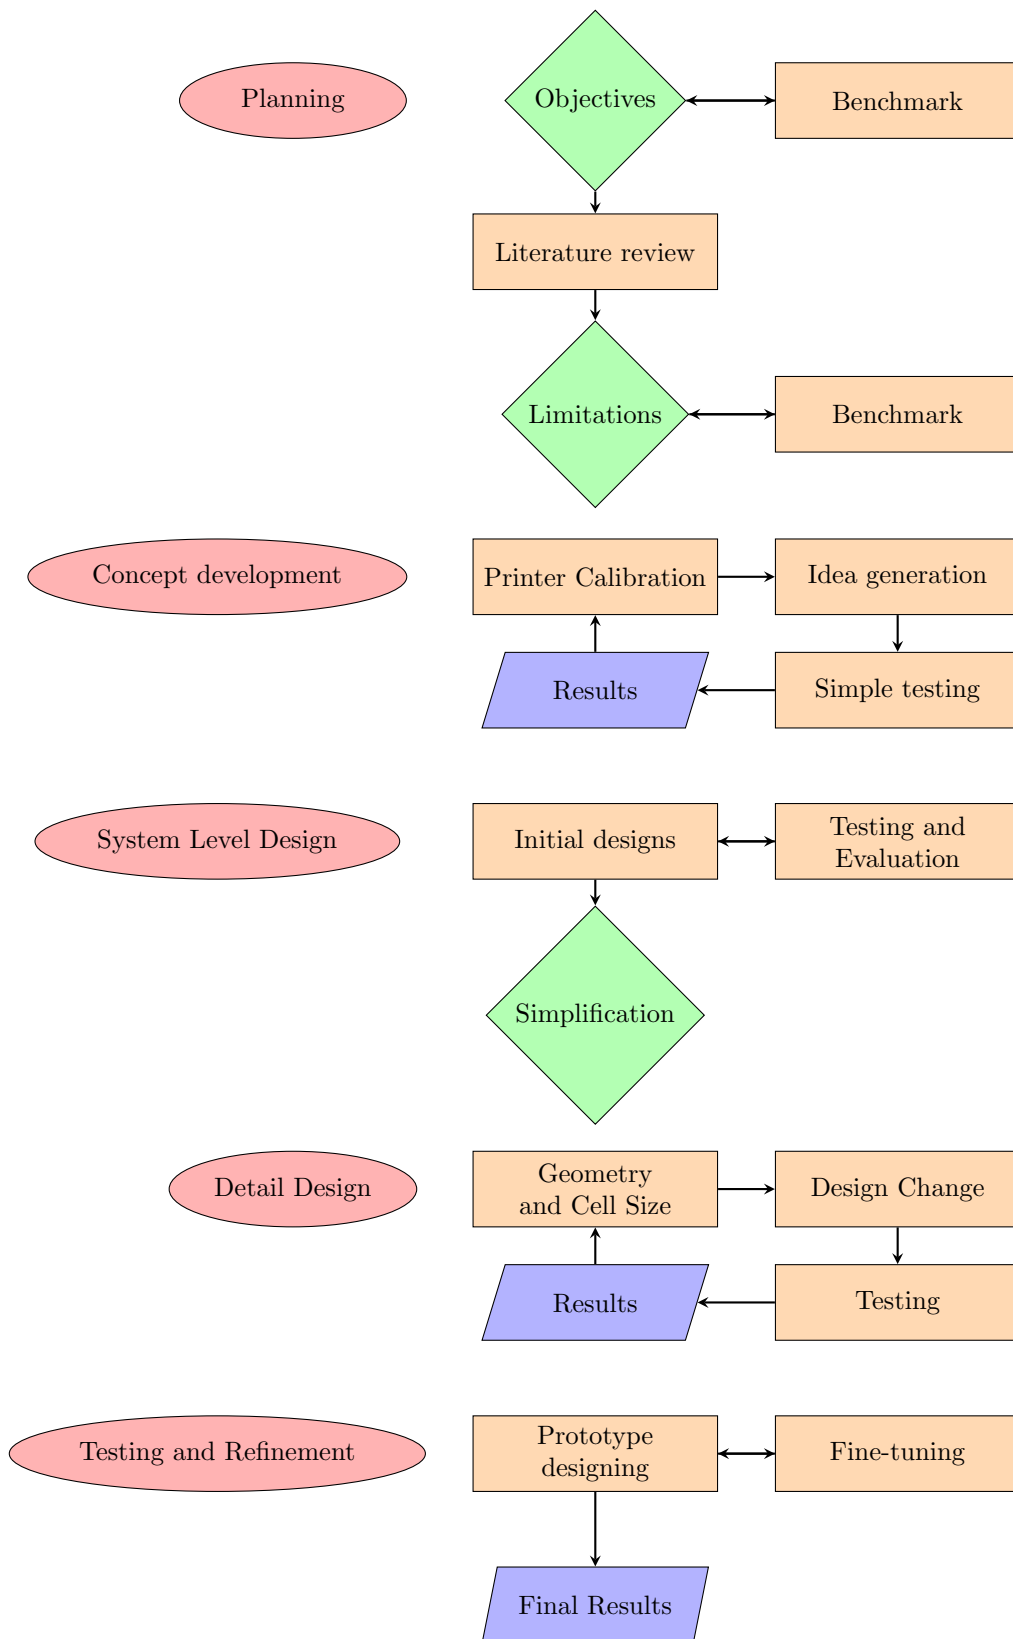 Planning
Objectives
Benchmark
Literature review
Limitations
Benchmark
Concept development
Printer Calibration
Idea generation
Results
Simple testing
System Level Design
Initial designs
Testing and
Evaluation
Simplification
Detail Design
Geometry
and Cell Size
Design Change
Results
Testing
Testing and Refinement
Prototype
designing
Fine-tuning
Final Results